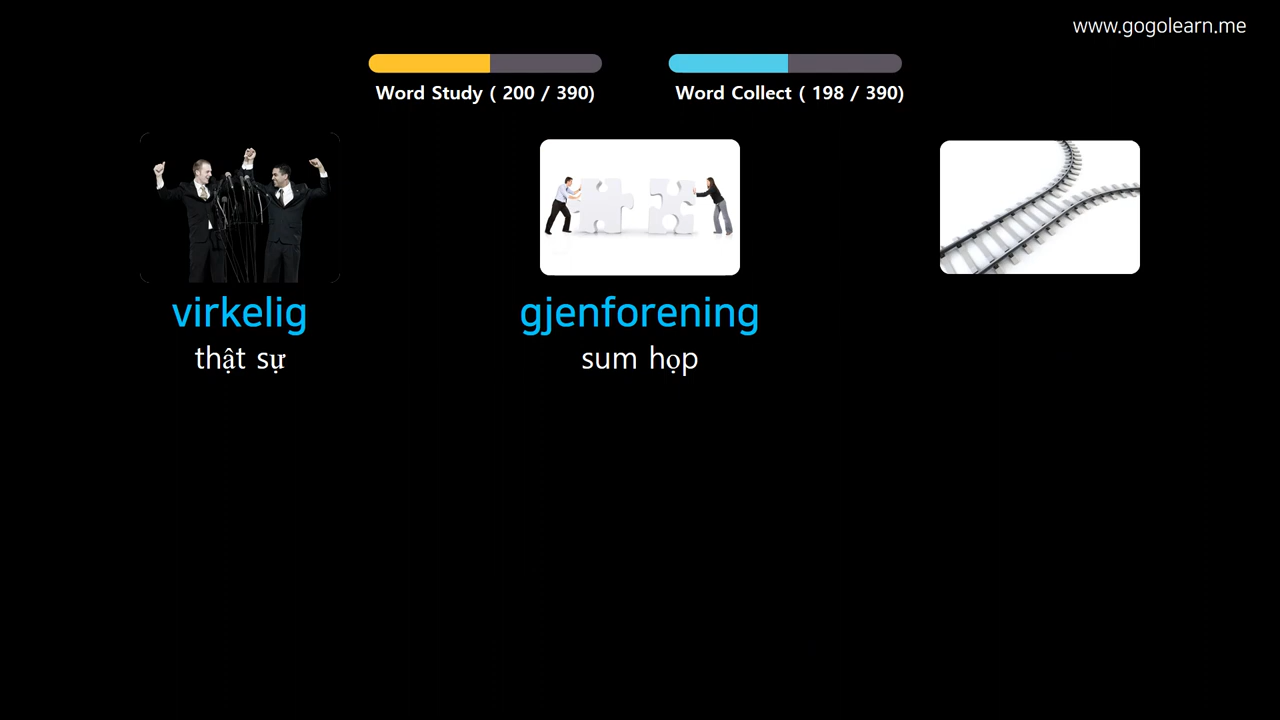 www.gogolearn.me
Word Study ( 200 / 390)
Word Collect ( 198 / 390)
virkelig
gjenforening
thật sự
sum họp